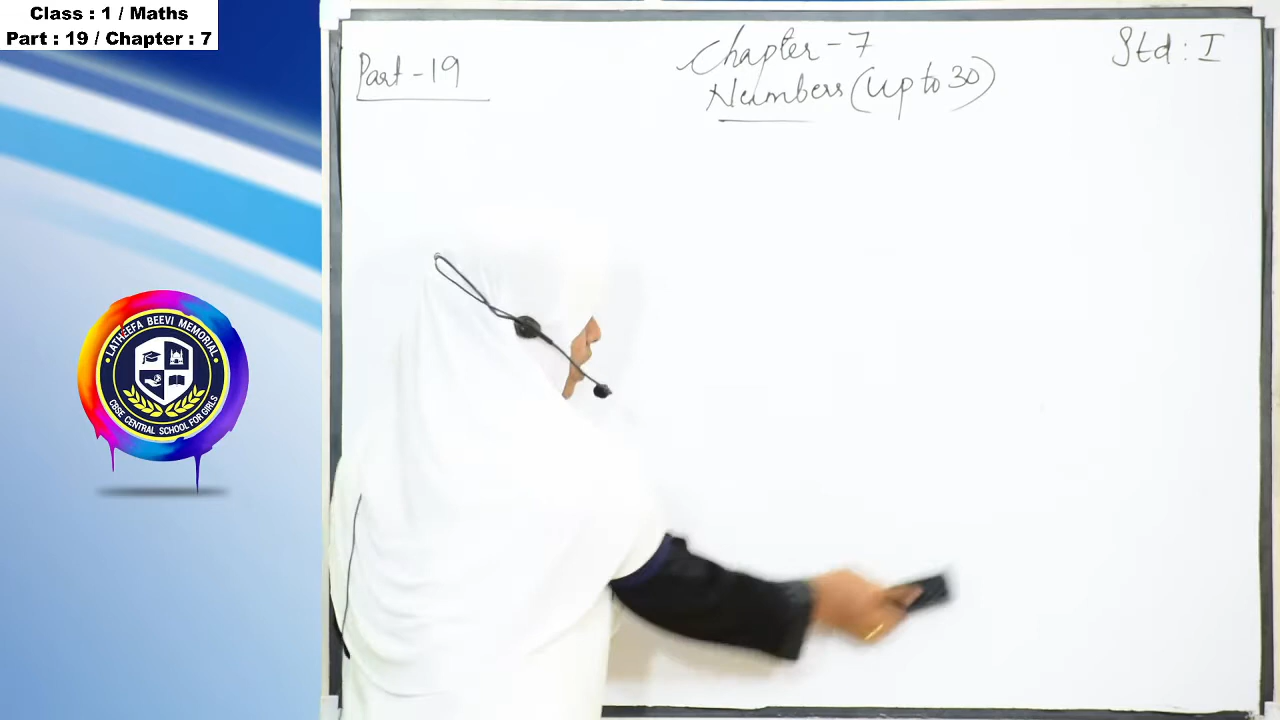 Class : 1 / Maths
Part : 19 / Chapter : 7
Part - 19
Chapter - 7
Numbers (up to 30)
Std : I
LATHEEFA BEEVI MEMORIAL
CBSE CENTRAL SCHOOL FOR GIRLS